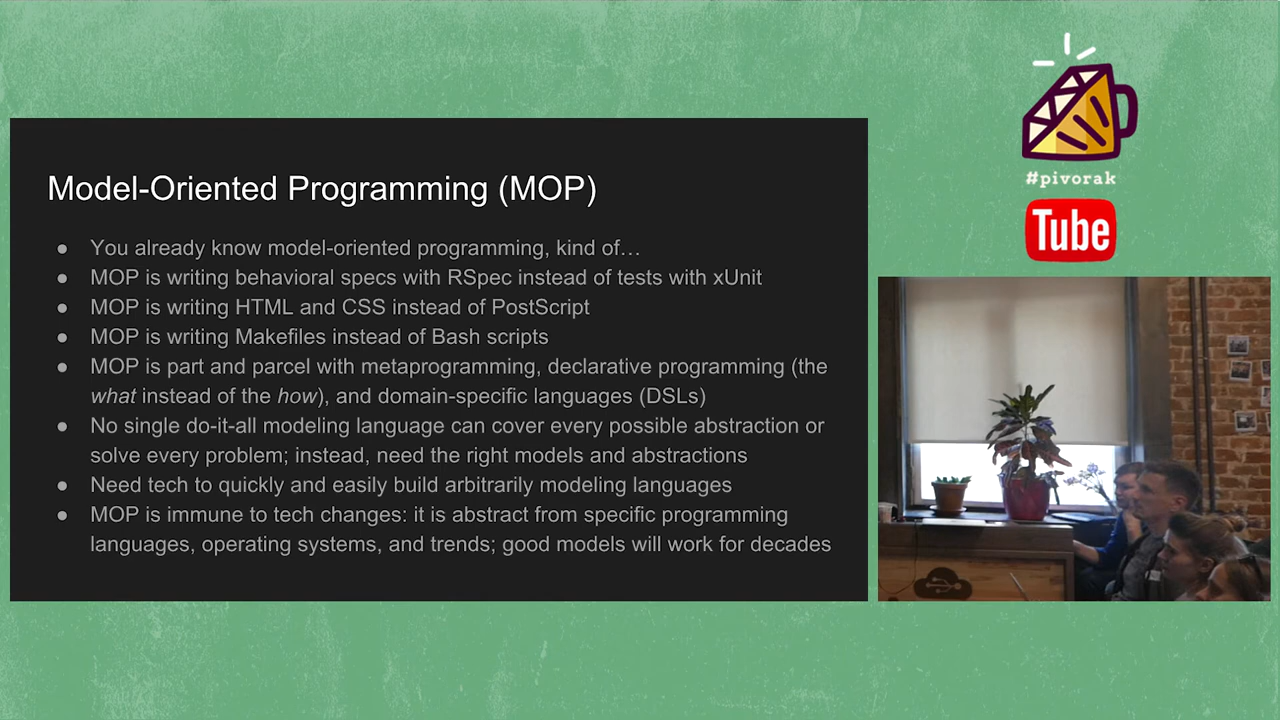 Model-Oriented Programming (MOP)
● You already know model-oriented programming, kind of…
● MOP is writing behavioral specs with RSpec instead of tests with xUnit
● MOP is writing HTML and CSS instead of PostScript
● MOP is writing Makefiles instead of Bash scripts
● MOP is part and parcel with metaprogramming, declarative programming (the
what instead of the how), and domain-specific languages (DSLs)
● No single do-it-all modeling language can cover every possible abstraction or
solve every problem; instead, need the right models and abstractions
● Need tech to quickly and easily build arbitrarily modeling languages
● MOP is immune to tech changes: it is abstract from specific programming
languages, operating systems, and trends; good models will work for decades
#pivorak
Tube